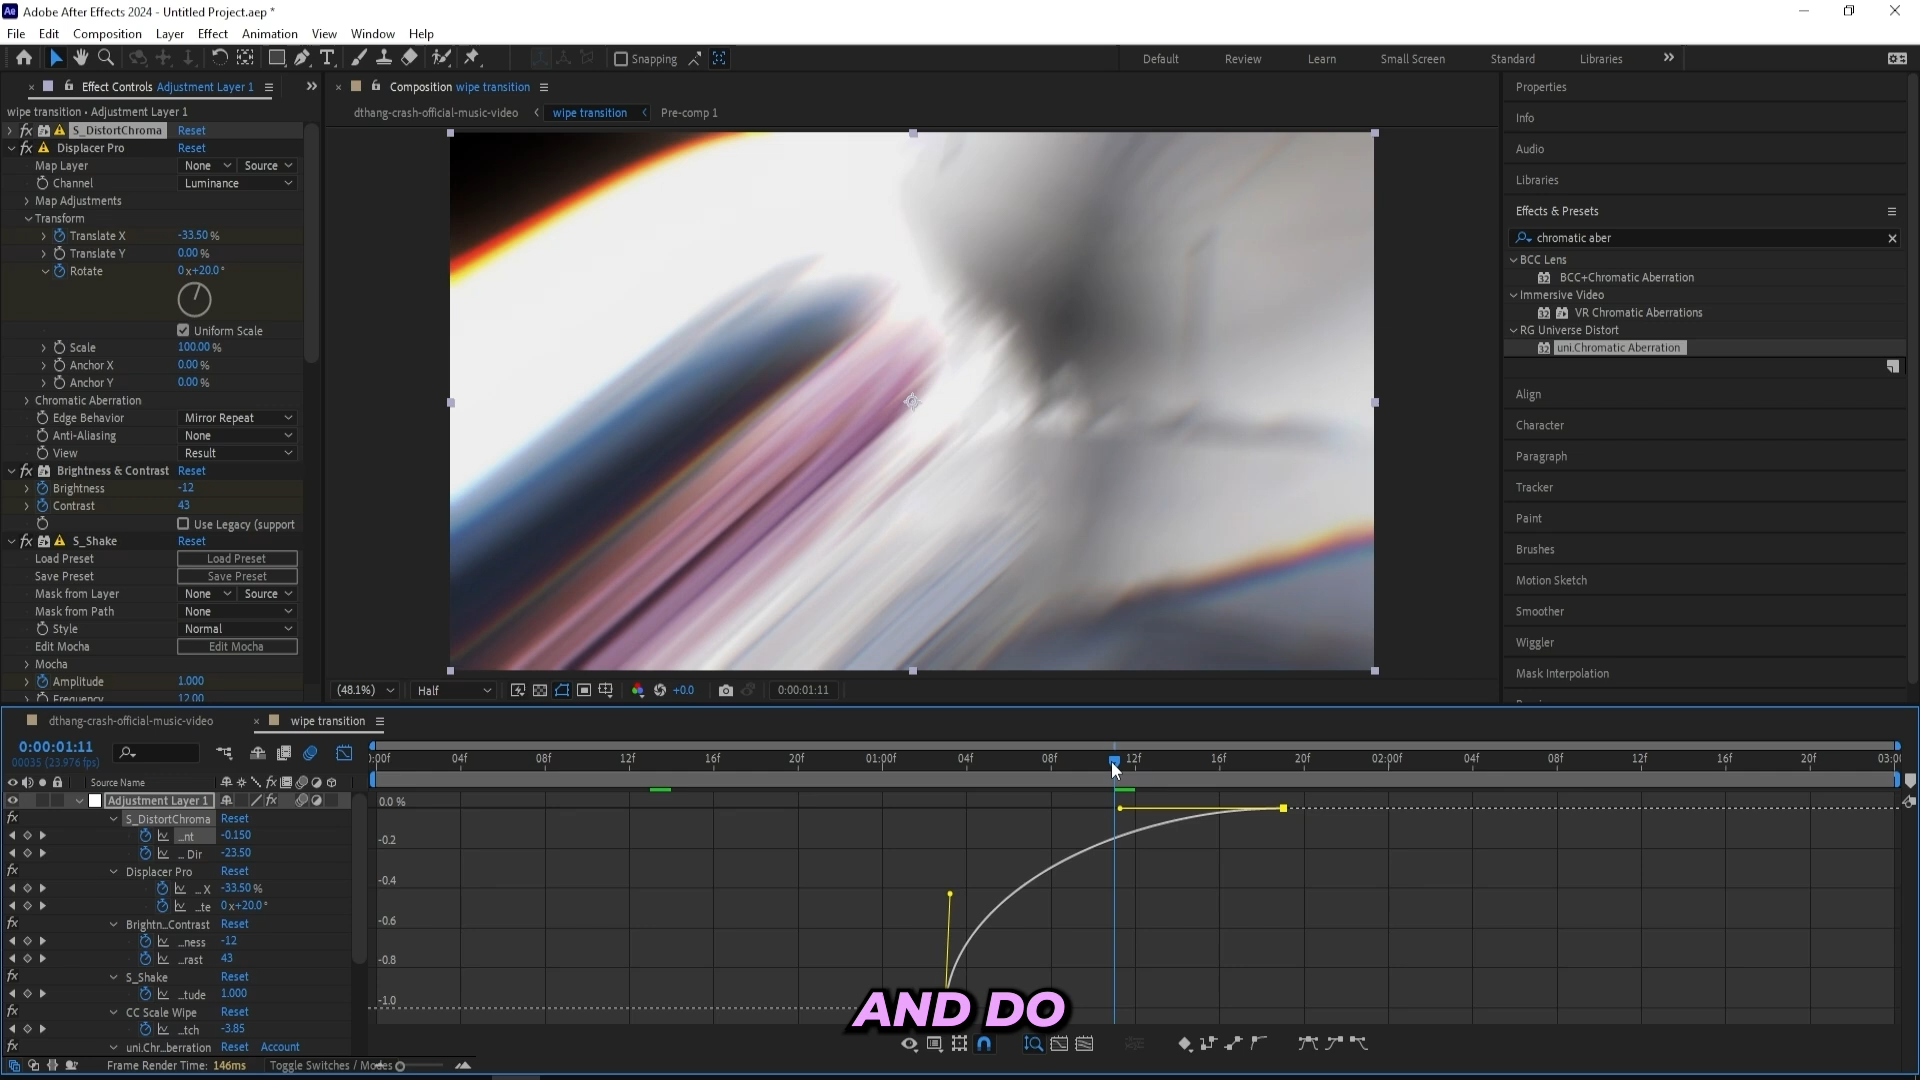 Adobe After Effects 2024 - Untitled Project.aep *
File Edit Composition Layer Effect Animation View Window Help
Snapping
Default Review Learn Small Screen Standard Libraries
Effect Controls Adjustment Layer 1
wipe transition • Adjustment Layer 1
S_DistortChroma Reset
Displacer Pro Reset
Map Layer None Source
Channel Luminance
Map Adjustments
Transform
Translate X -33.50 %
Translate Y 0.00 %
Rotate 0 x+20.0 °
Uniform Scale
Scale 100.00 %
Anchor X 0.00 %
Anchor Y 0.00 %
Chromatic Aberration
Edge Behavior Mirror Repeat
Anti-Aliasing None
View Result
Brightness & Contrast Reset
Brightness -12
Contrast 43
Use Legacy (support
S_Shake Reset
Load Preset Load Preset
Save Preset Save Preset
Mask from Layer None Source
Mask from Path None
Style Normal
Edit Mocha Edit Mocha
Mocha
Amplitude 1.000
Frequency 12.00
Composition wipe transition
dthang-crash-official-music-video wipe transition Pre-comp 1
(48.1%) Half +0.0 0:00:01:11
Properties
Info
Audio
Libraries
Effects & Presets
chromatic aber
BCC Lens
BCC+Chromatic Aberration
Immersive Video
VR Chromatic Aberrations
RG Universe Distort
uni.Chromatic Aberration
Align
Character
Paragraph
Tracker
Paint
Brushes
Motion Sketch
Smoother
Wiggler
Mask Interpolation
dthang-crash-official-music-video wipe transition
0:00:01:11
00035 (23.976 fps)
Source Name
Adjustment Layer 1
S_DistortChroma Reset
..._nt -0.150
... Dir -23.50
Displacer Pro Reset
... X -33.50 %
...te 0 x+20.0 °
Brightn...Contrast Reset
...ness -12
...rast 43
S_Shake Reset
...tude 1.000
CC Scale Wipe Reset
...tch -3.85
uni.Chr...berration Reset Account
Frame Render Time: 146ms Toggle Switches / Modes
:00f 04f 08f 12f 16f 20f 01:00f 04f 08f 12f 16f 20f 02:00f 04f 08f 12f 16f 20f 03:00
0.0 %
-0.2
-0.4
-0.6
-0.8
-1.0
AND DO